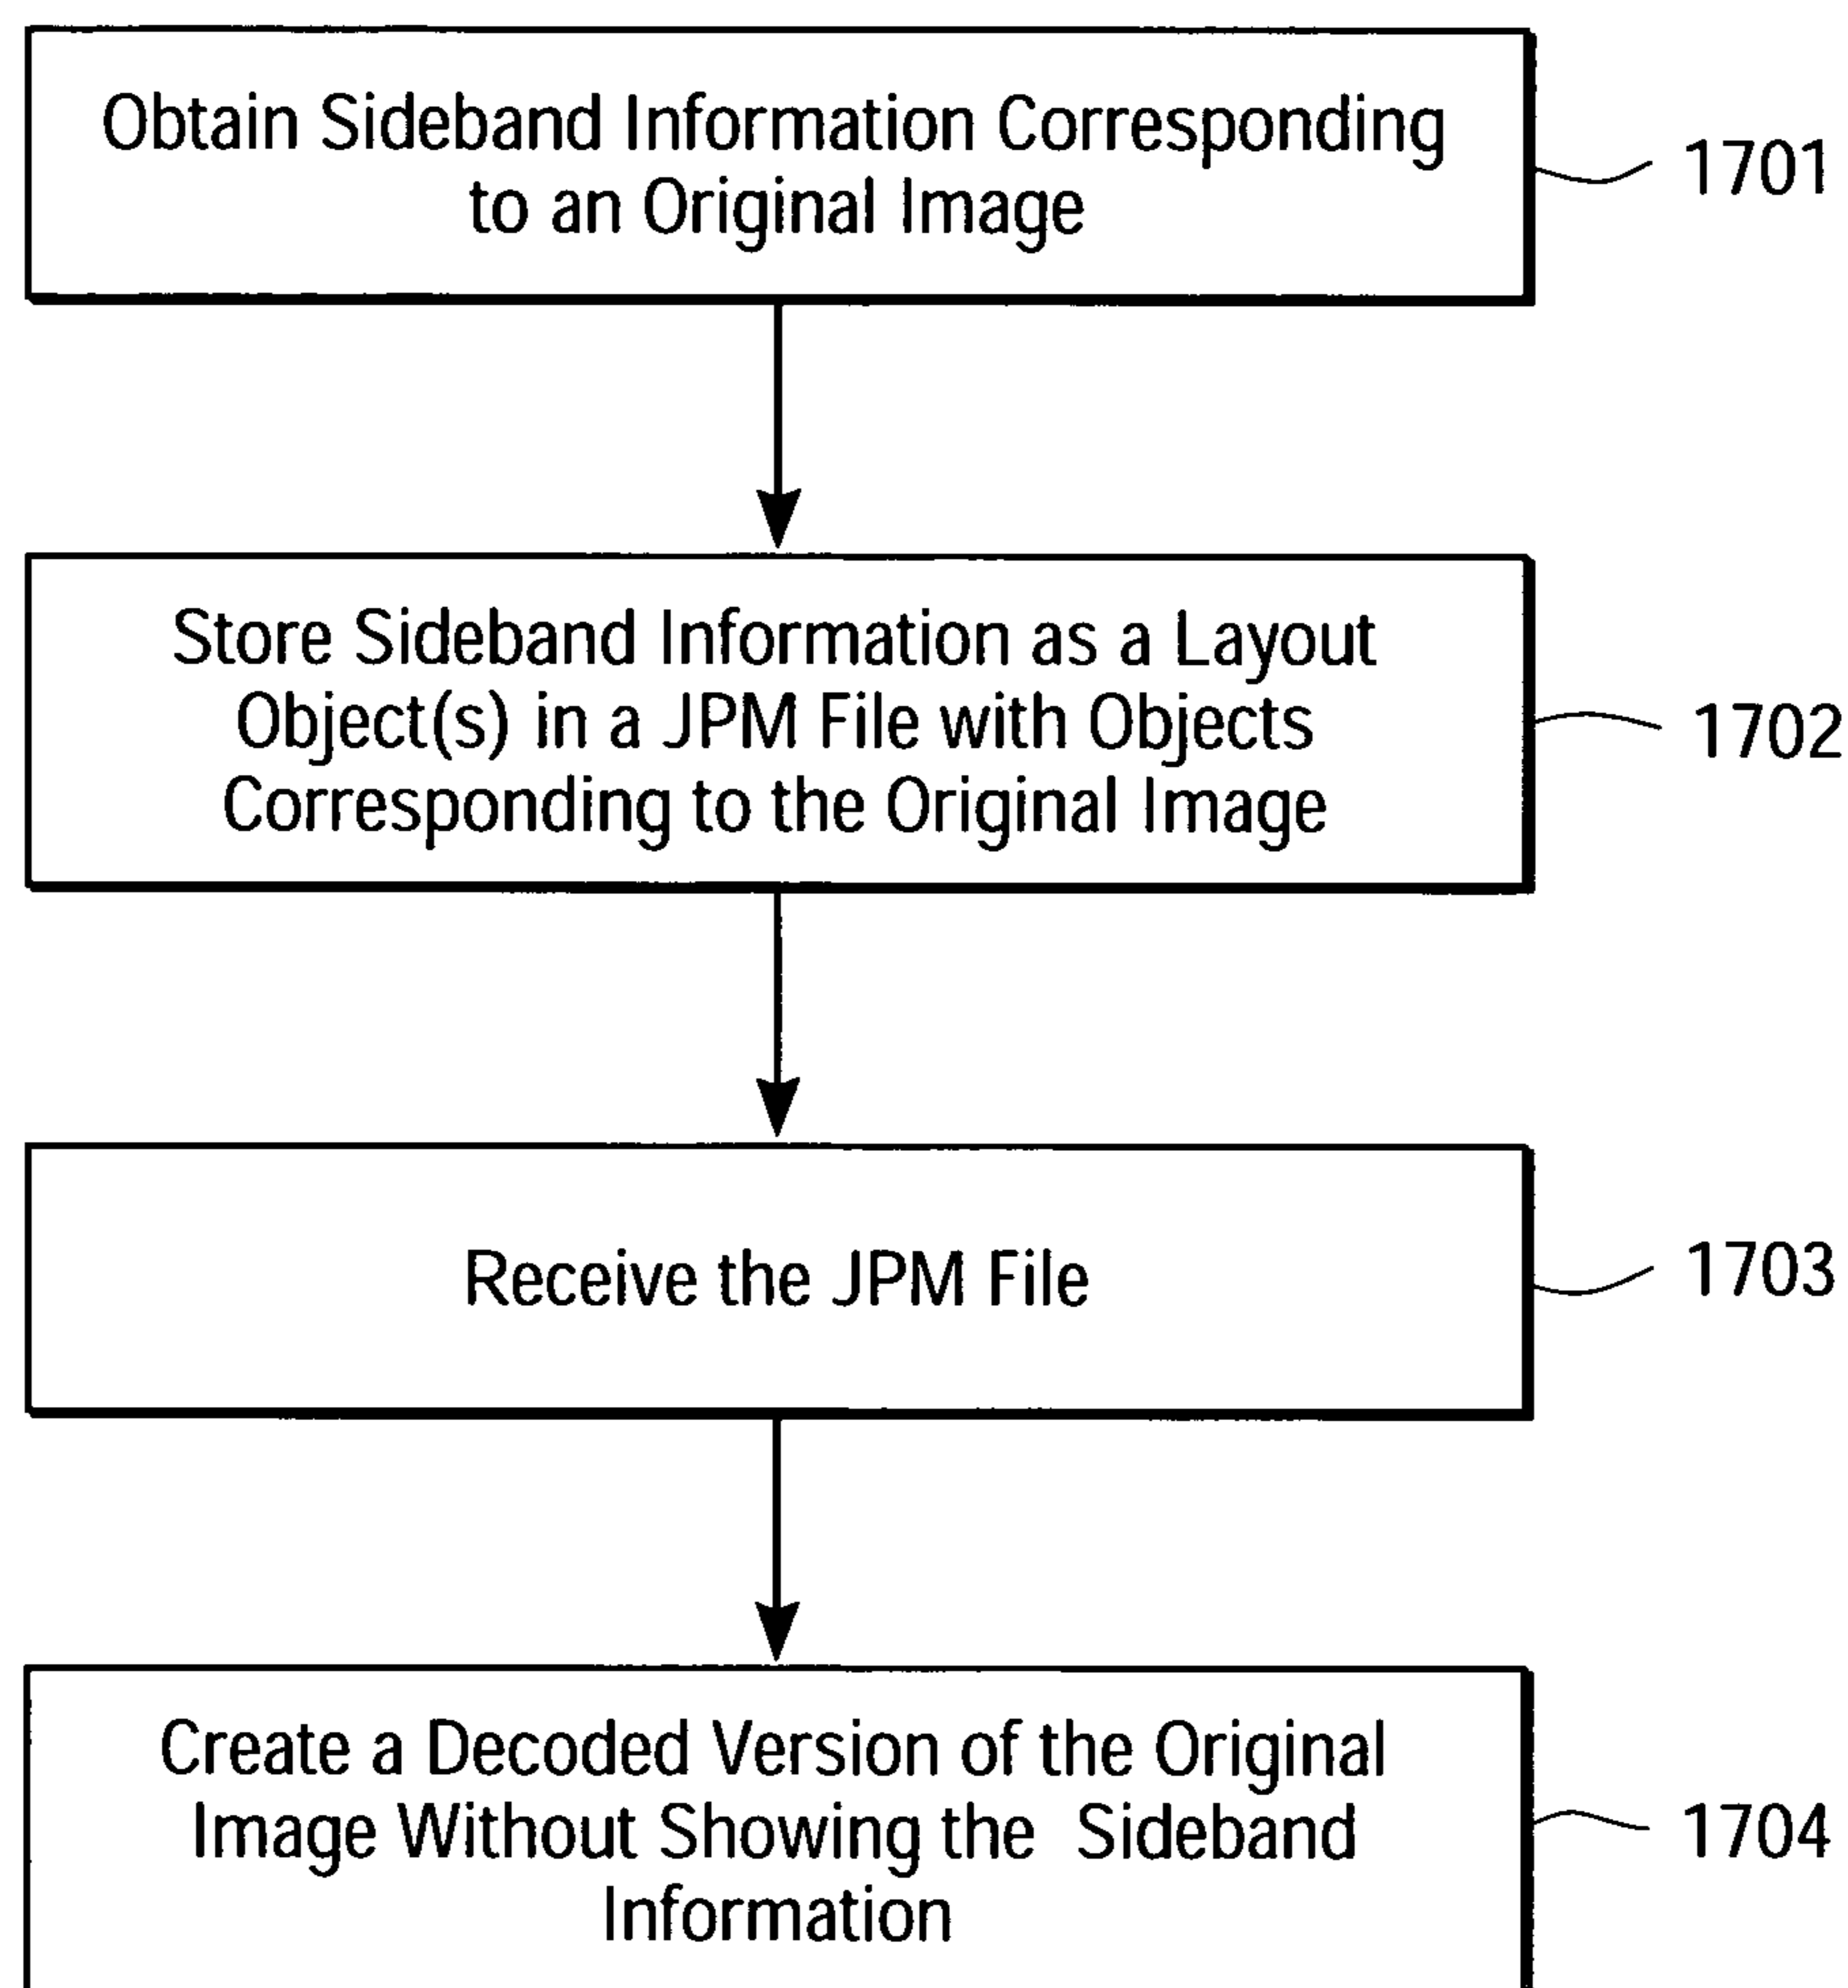 Obtain Sideband Information Corresponding
to an Original Image
1701
Store Sideband Information as a Layout
Object(s) in a JPM File with Objects
Corresponding to the Original Image
1702
Receive the JPM File
1703
Create a Decoded Version of the Original
Image Without Showing the Sideband
Information
1704